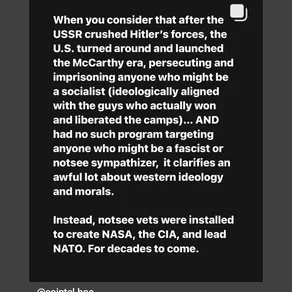 When you consider that after the
USSR crushed Hitler's forces, the
U.S. turned around and launched
the McCarthy era, persecuting and
imprisoning anyone who might be
a socialist (ideologically aligned
with the guys who actually won
and liberated the camps)... AND
had no such program targeting
anyone who might be a fascist or
notsee sympathizer,  it clarifies an
awful lot about western ideology
and morals.
Instead, notsee vets were installed
to create NASA, the CIA, and lead
NATO. For decades to come.